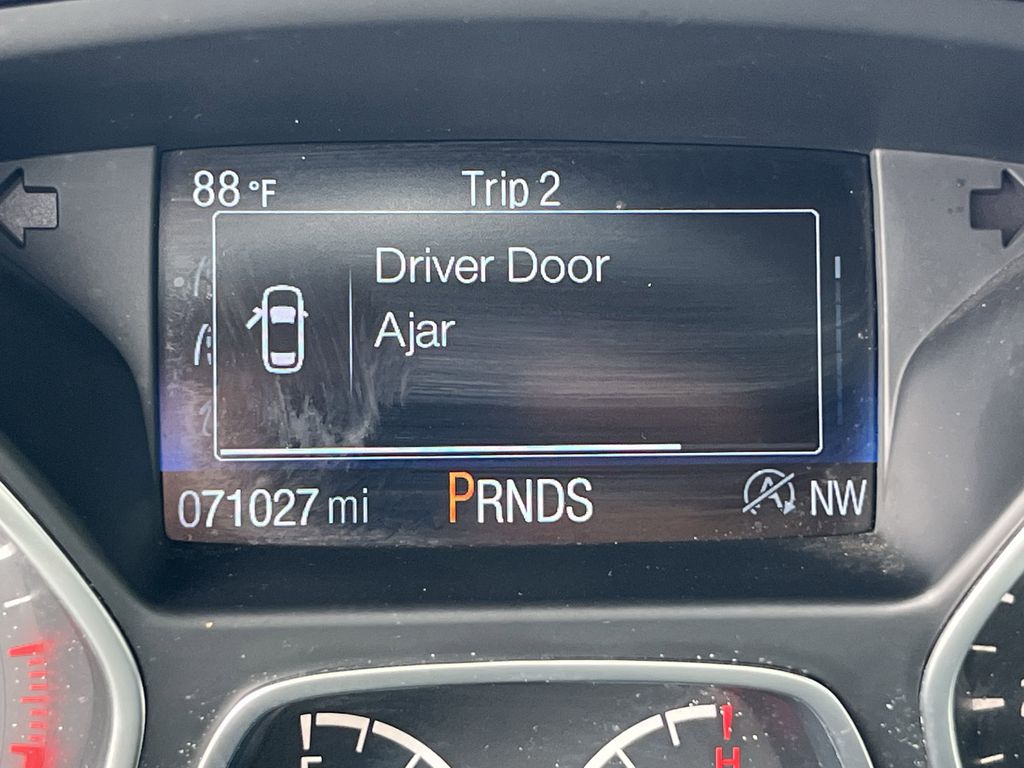 88 °F
Trip 2
Driver Door
Ajar
071027 mi
PRNDS
A
NW
H